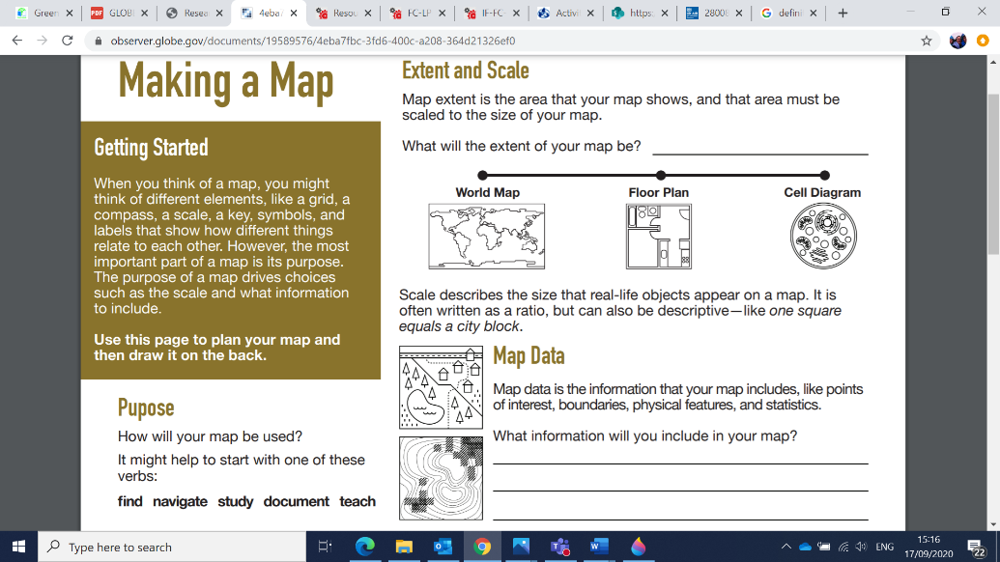 Green
GLOBE
Resea
4eba7
Resou
FC-LP
IF-FC-
Activi
https:
2800
defini
observer.globe.gov/documents/19589576/4eba7fbc-3fd6-400c-a208-364d21326ef0
Making a Map
Getting Started
When you think of a map, you might
think of different elements, like a grid, a
compass, a scale, a key, symbols, and
labels that show how different things
relate to each other. However, the most
important part of a map is its purpose.
The purpose of a map drives choices
such as the scale and what information
to include.
Use this page to plan your map and
then draw it on the back.
Pupose
How will your map be used?
It might help to start with one of these
verbs:
find navigate study document teach
Extent and Scale
Map extent is the area that your map shows, and that area must be
scaled to the size of your map.
What will the extent of your map be?
World Map
Floor Plan
Cell Diagram
Scale describes the size that real-life objects appear on a map. It is
often written as a ratio, but can also be descriptive—like one square
equals a city block.
Map Data
Map data is the information that your map includes, like points
of interest, boundaries, physical features, and statistics.
What information will you include in your map?
Type here to search
ENG
15:16
17/09/2020
22